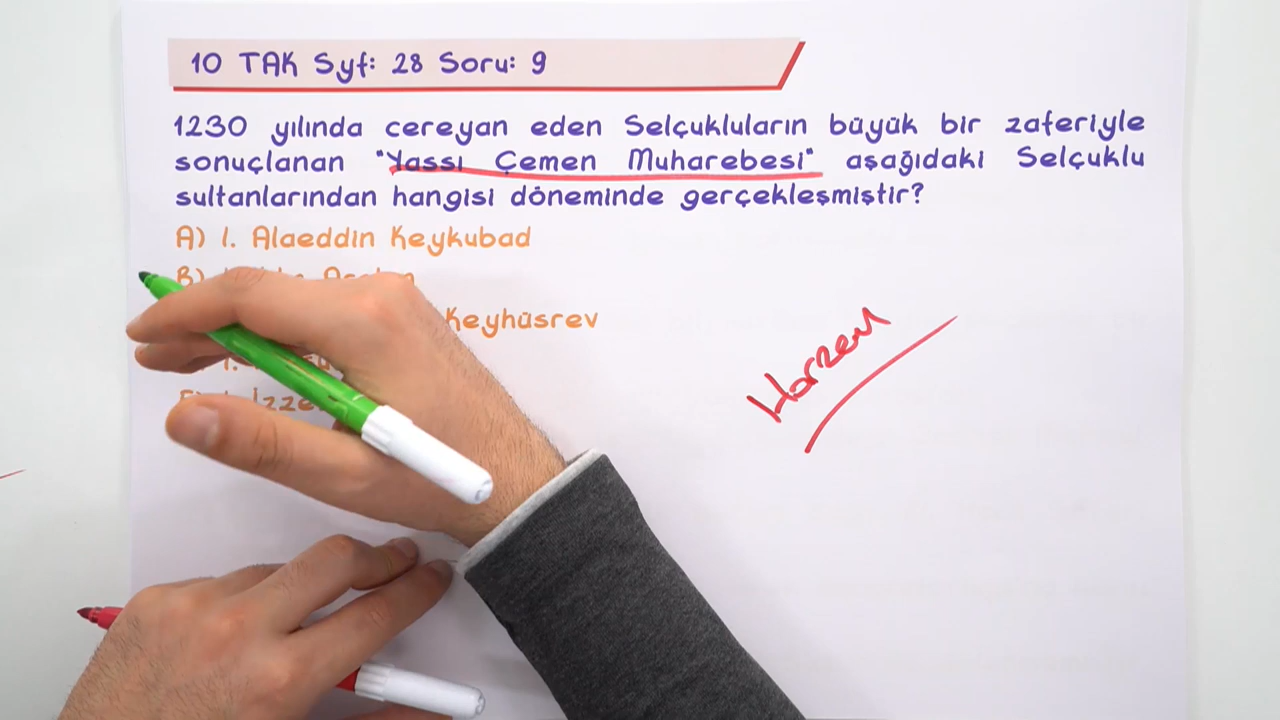 10 TAK Syf: 28 Soru: 9
1230 yılında cereyan eden Selçukluların büyük bir zaferiyle
sonuçlanan "Yassı Çemen Muharebesi" aşağıdaki Selçuklu
sultanlarından hangisi döneminde gerçekleşmiştir?
A) I. Alaeddin Keykubad
B)
Keyhüsrev
Harzem